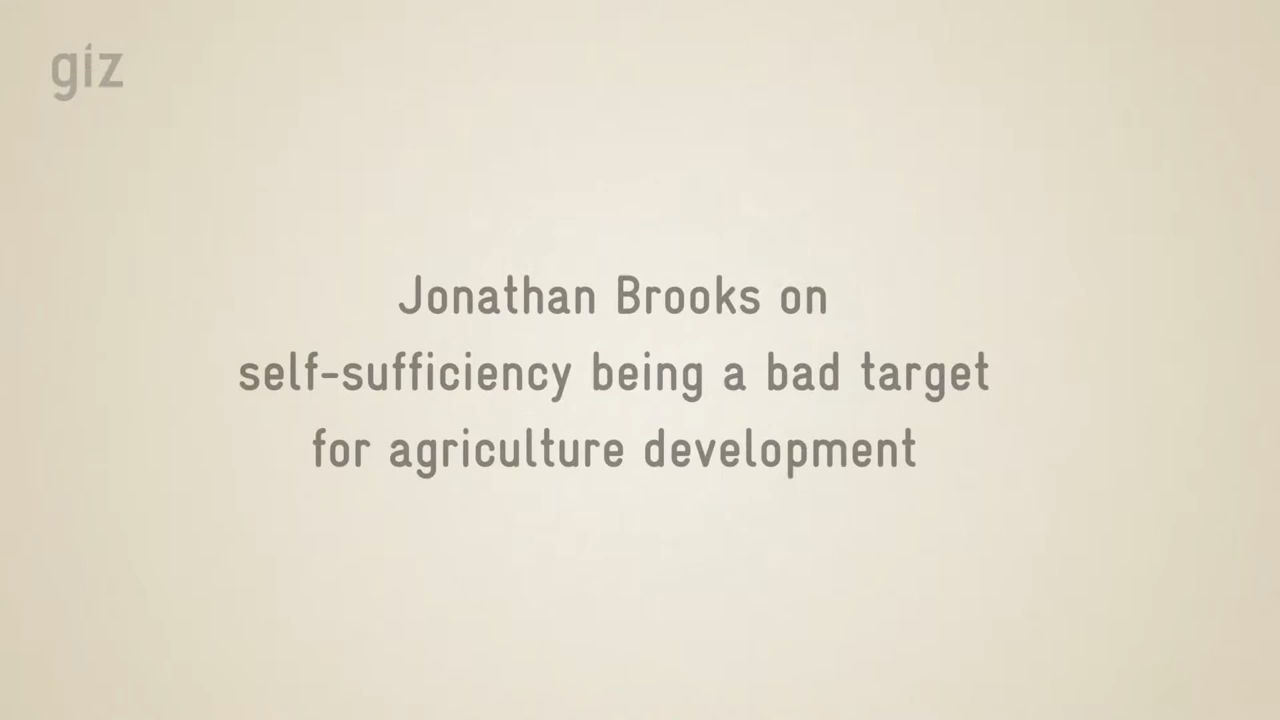 giz
Jonathan Brooks on
self-sufficiency being a bad target
for agriculture development